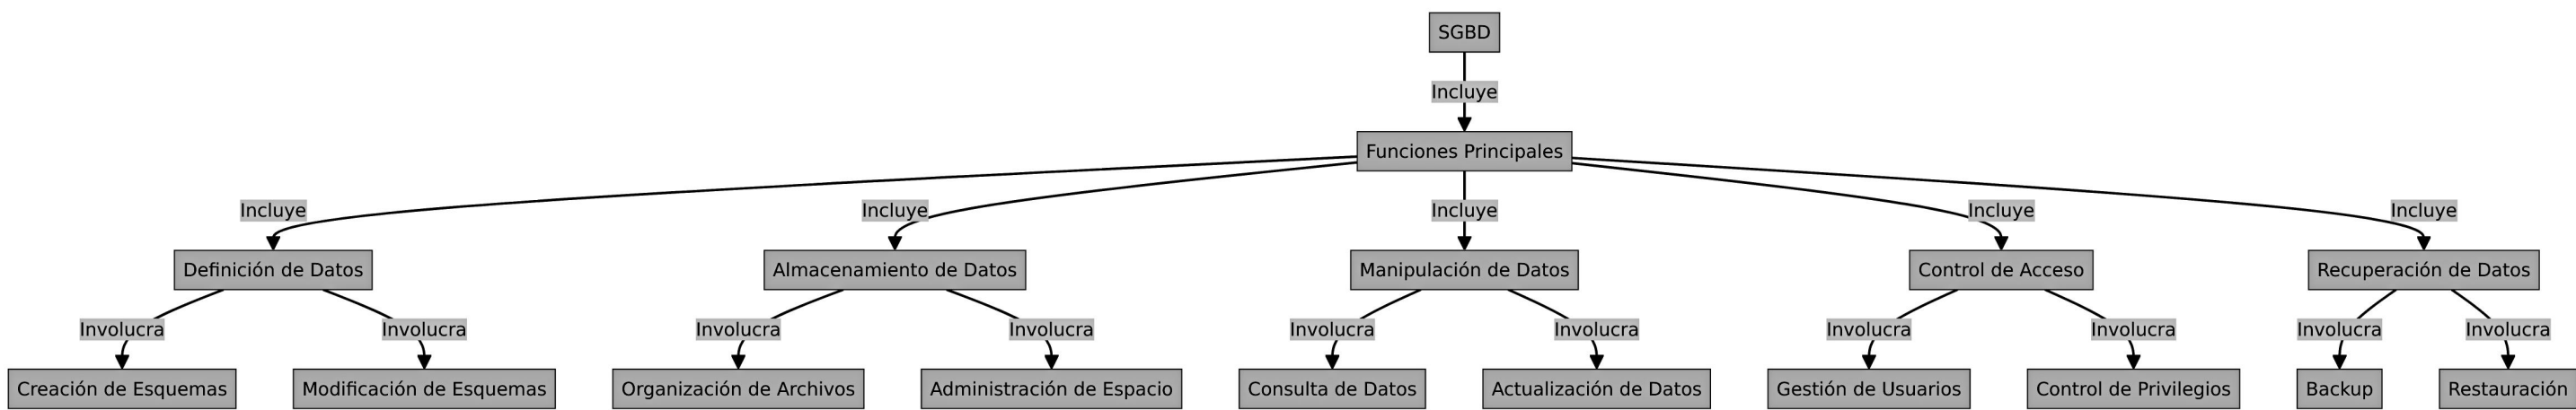 SGBD
Incluye
Funciones Principales
Incluye
Incluye
Incluye
Incluye
Incluye
Definición de Datos
Almacenamiento de Datos
Manipulación de Datos
Control de Acceso
Recuperación de Datos
Involucra
Involucra
Involucra
Involucra
Involucra
Involucra
Involucra
Involucra
Involucra
Involucra
Creación de Esquemas
Modificación de Esquemas
Organización de Archivos
Administración de Espacio
Consulta de Datos
Actualización de Datos
Gestión de Usuarios
Control de Privilegios
Backup
Restauración